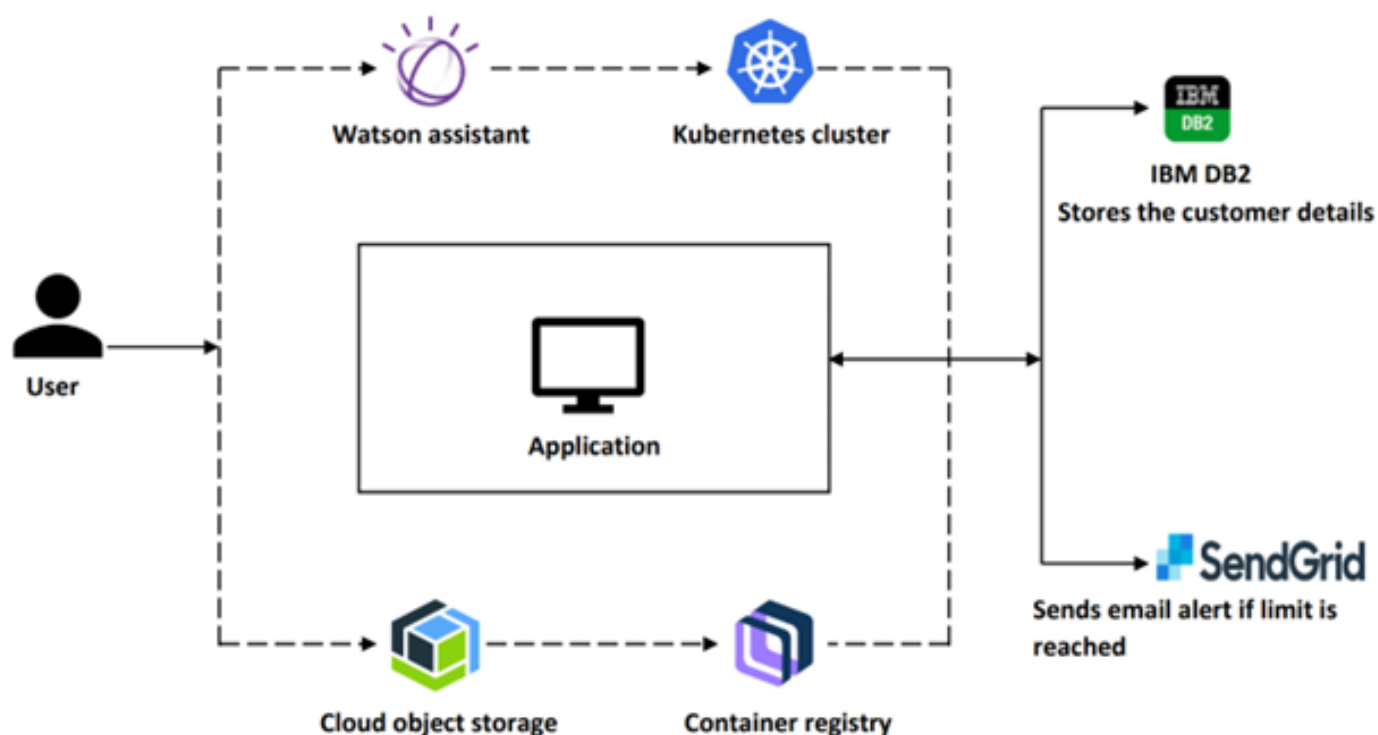 Watson assistant
Kubernetes cluster
IBM
DB2
IBM DB2
Stores the customer details
User
Application
SendGrid
Sends email alert if limit is
reached
Cloud object storage
Container registry